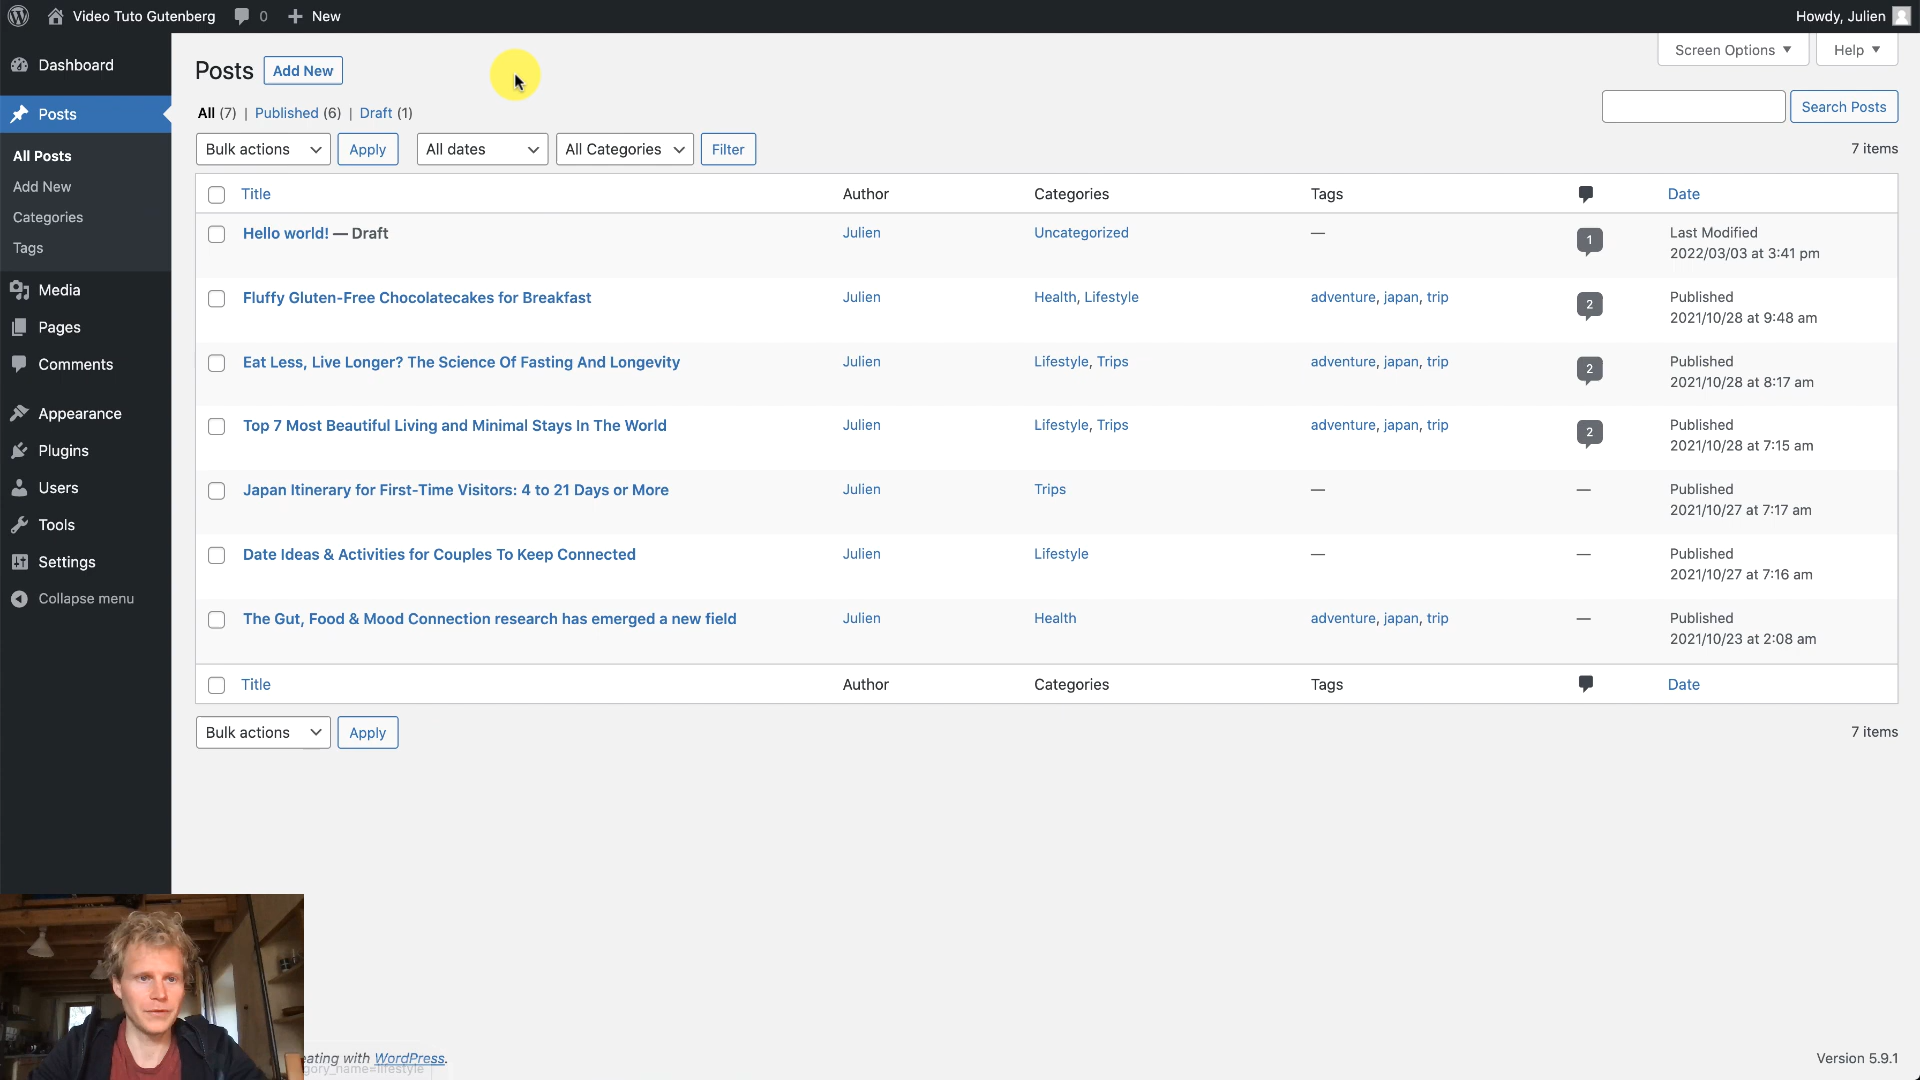 Video Tuto Gutenberg 0 New Howdy, Julien
Dashboard
Posts
All Posts
Add New
Categories
Tags
Media
Pages
Comments
Appearance
Plugins
Users
Tools
Settings
Collapse menu
Screen Options Help
Posts Add New
All (7) | Published (6) | Draft (1)
Search Posts
Bulk actions Apply All dates All Categories Filter 7 items
Title Author Categories Tags Date
Hello world! — Draft Julien Uncategorized — 1 Last Modified
2022/03/03 at 3:41 pm
Fluffy Gluten-Free Chocolatecakes for Breakfast Julien Health, Lifestyle adventure, japan, trip 2 Published
2021/10/28 at 9:48 am
Eat Less, Live Longer? The Science Of Fasting And Longevity Julien Lifestyle, Trips adventure, japan, trip 2 Published
2021/10/28 at 8:17 am
Top 7 Most Beautiful Living and Minimal Stays In The World Julien Lifestyle, Trips adventure, japan, trip 2 Published
2021/10/28 at 7:15 am
Japan Itinerary for First-Time Visitors: 4 to 21 Days or More Julien Trips — — Published
2021/10/27 at 7:17 am
Date Ideas & Activities for Couples To Keep Connected Julien Lifestyle — — Published
2021/10/27 at 7:16 am
The Gut, Food & Mood Connection research has emerged a new field Julien Health adventure, japan, trip — Published
2021/10/23 at 2:08 am
Title Author Categories Tags Date
Bulk actions Apply 7 items
eating with WordPress. Version 5.9.1
gory_name=lifestyle